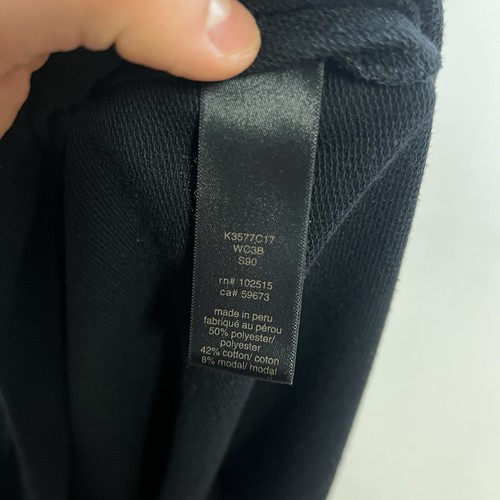 K3577C17
WC3B
S90
rn# 102515
ca# 59673
made in peru
fabriqué au pérou
50% polyester/
polyester
42% cotton/ coton
8% modal/ modal